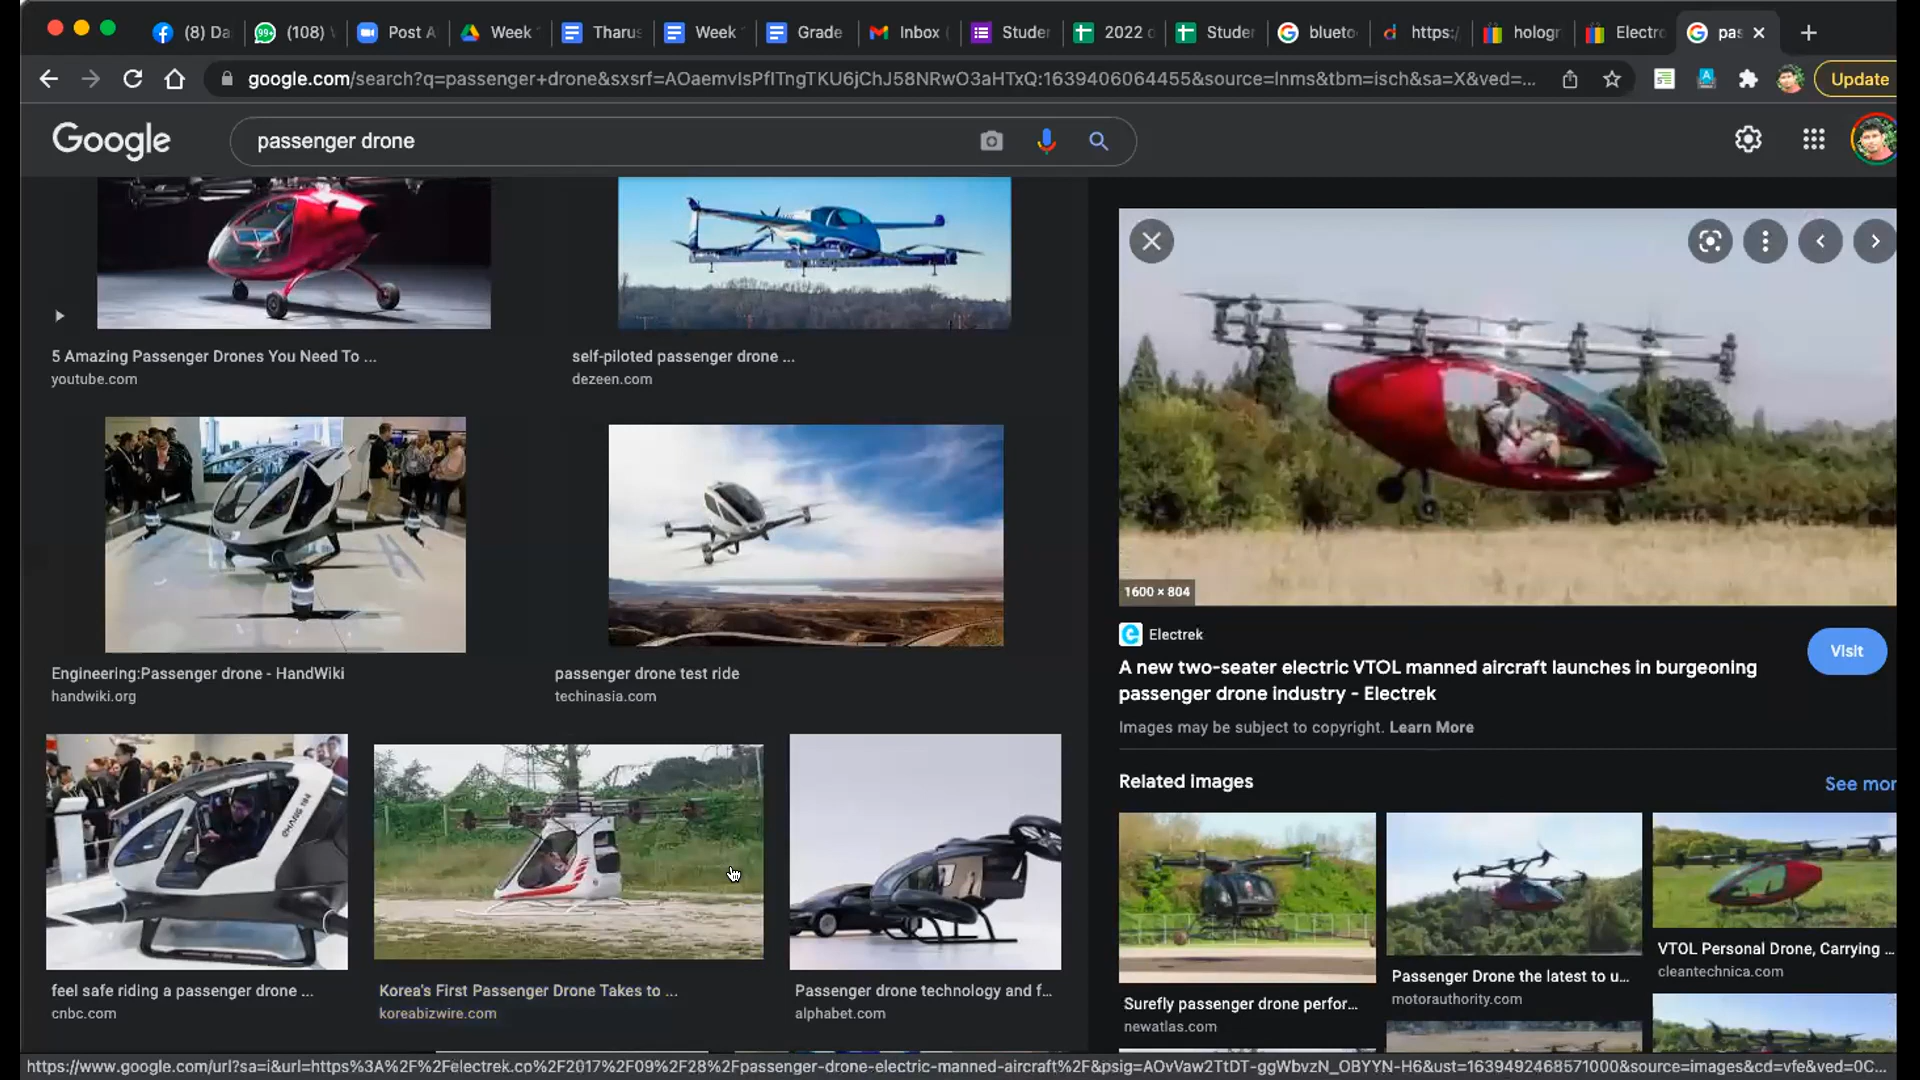 (8) Da
99+
(108)
Post A
Week
Tharus
Week
Grade
Inbox
Studer
2022 c
Studer
blueto
https:/
hologr
Electro
pas
google.com/search?q=passenger+drone&sxsrf=AOaemvIsPfITngTKU6jChJ58NRwO3aHTxQ:1639406064455&source=lnms&tbm=isch&sa=X&ved=...
Update
Google
passenger drone
5 Amazing Passenger Drones You Need To ...
youtube.com
self-piloted passenger drone ...
dezeen.com
Engineering:Passenger drone - HandWiki
handwiki.org
passenger drone test ride
techinasia.com
EHANG 184
feel safe riding a passenger drone ...
cnbc.com
Korea's First Passenger Drone Takes to ...
koreabizwire.com
Passenger drone technology and f...
alphabet.com
1600 × 804
Electrek
Visit
A new two-seater electric VTOL manned aircraft launches in burgeoning
passenger drone industry - Electrek
Images may be subject to copyright. Learn More
Related images
See mor
Surefly passenger drone perfor...
newatlas.com
Passenger Drone the latest to u...
motorauthority.com
VTOL Personal Drone, Carrying ...
cleantechnica.com
https://www.google.com/url?sa=i&url=https%3A%2F%2Felectrek.co%2F2017%2F09%2F28%2Fpassenger-drone-electric-manned-aircraft%2F&psig=AOvVaw2TtDT-ggWbvzN_OBYYN-H6&ust=1639492468571000&source=images&cd=vfe&ved=0C...